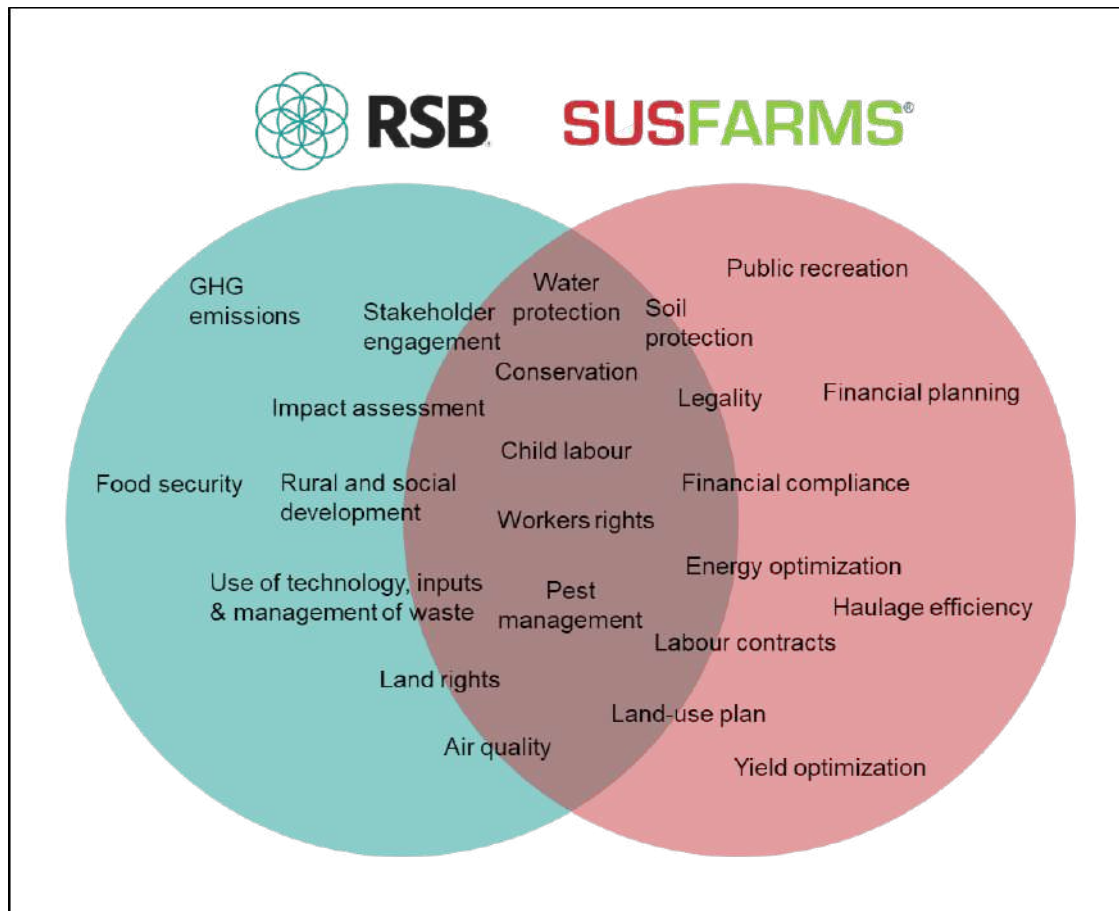 RSB
SUSFARMS®
GHG
emissions
Stakeholder
engagement
Water
protection
Soil
protection
Public recreation
Conservation
Impact assessment
Legality
Financial planning
Child labour
Food security
Rural and social
development
Financial compliance
Workers rights
Use of technology, inputs
& management of waste
Pest
management
Energy optimization
Haulage efficiency
Labour contracts
Land rights
Land-use plan
Air quality
Yield optimization